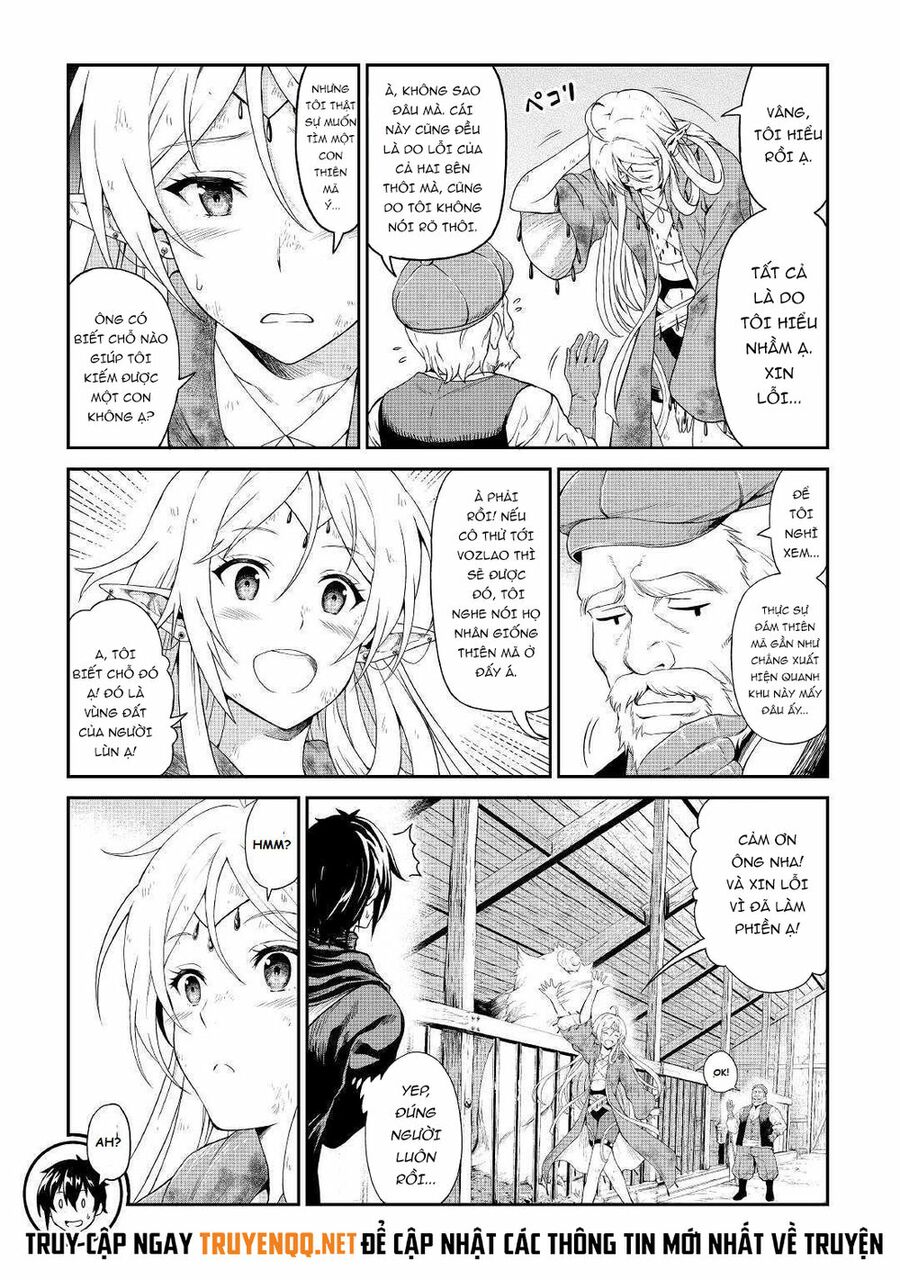 VÂNG,
TÔI HIỂU
RỒI Ạ.
TẤT CẢ
LÀ DO
TÔI HIỂU
NHẦM Ạ.
XIN
LỖI...
ペコリ
À, KHÔNG SAO
ĐÂU MÀ. CÁI
NÀY CŨNG ĐỀU
LÀ DO LỖI CỦA
CẢ HAI BÊN
THÔI MÀ, CŨNG
DO TÔI KHÔNG
NÓI RÕ THÔI.
NHƯNG
TÔI THẬT
SỰ MUỐN
TÌM MỘT
CON
THIÊN
MÃ
Ý...
ÔNG CÓ
BIẾT CHỖ NÀO
GIÚP TÔI
KIẾM ĐƯỢC
MỘT CON
KHÔNG Ạ?
ĐỂ
TÔI
NGHĨ
XEM...
THỰC SỰ
ĐÁM THIÊN
MÃ GẦN NHƯ
CHẲNG XUẤT
HIỆN QUANH
KHU NÀY MẤY
ĐÂU ẤY...
À PHẢI
RỒI! NẾU
CÔ THỬ TỚI
VOZLAO THÌ
SẼ ĐƯỢC
ĐÓ, TÔI
NGHE NÓI HỌ
NHÂN GIỐNG
THIÊN MÃ Ở
ĐẤY Á.
A, TÔI
BIẾT CHỖ ĐÓ
Ạ! ĐÓ LÀ
VÙNG ĐẤT
CỦA NGƯỜI
LÙN Ạ!
CẢM ƠN
ÔNG NHA!
VÀ XIN LỖI
VÌ ĐÃ LÀM
PHIỀN Ạ!
OK!
YEP,
ĐÚNG
NGƯỜI
LUÔN
RỒI...
HMM?
AH?
TRUY CẬP NGAY TRUYENQQ.NET ĐỂ CẬP NHẬT CÁC THÔNG TIN MỚI NHẤT VỀ TRUYỆN